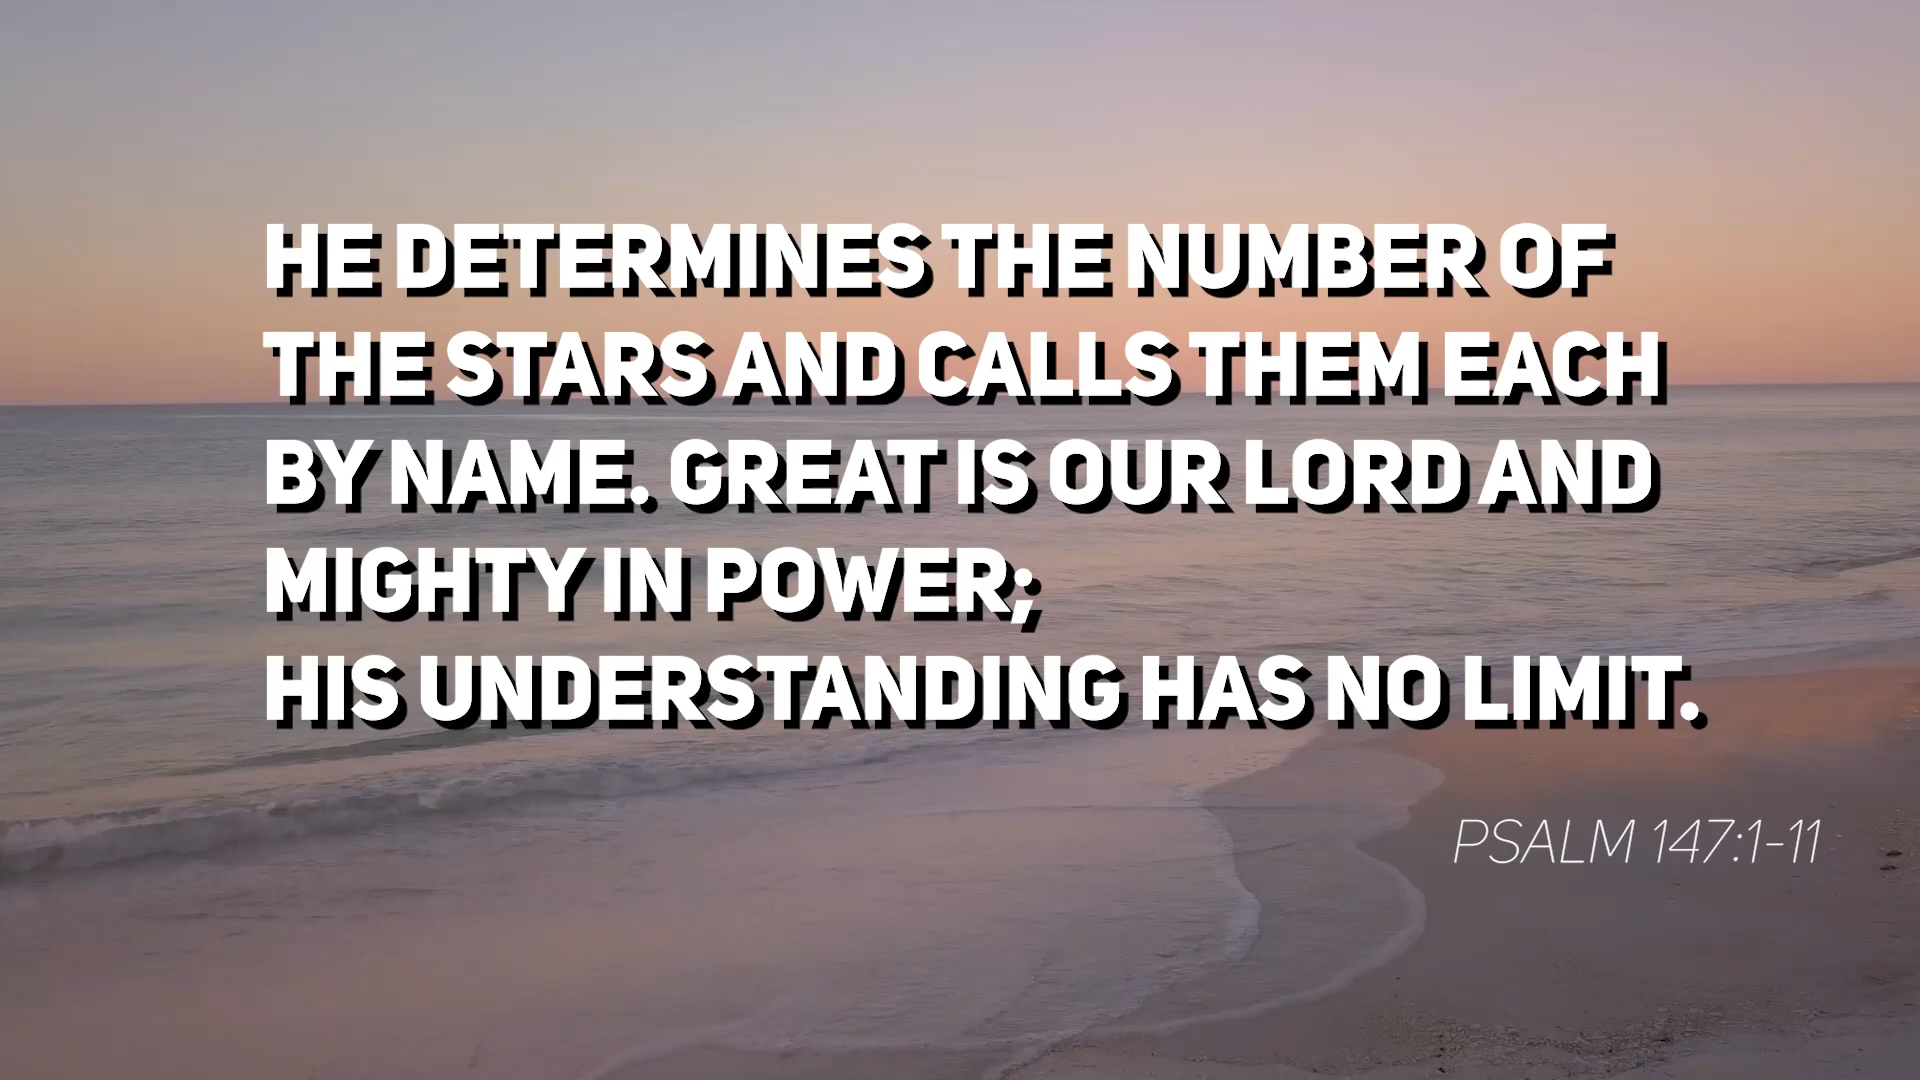 HE DETERMINES THE NUMBER OF
THE STARS AND CALLS THEM EACH
BY NAME. GREAT IS OUR LORD AND
MIGHTY IN POWER;
HIS UNDERSTANDING HAS NO LIMIT.
PSALM 147:1-11